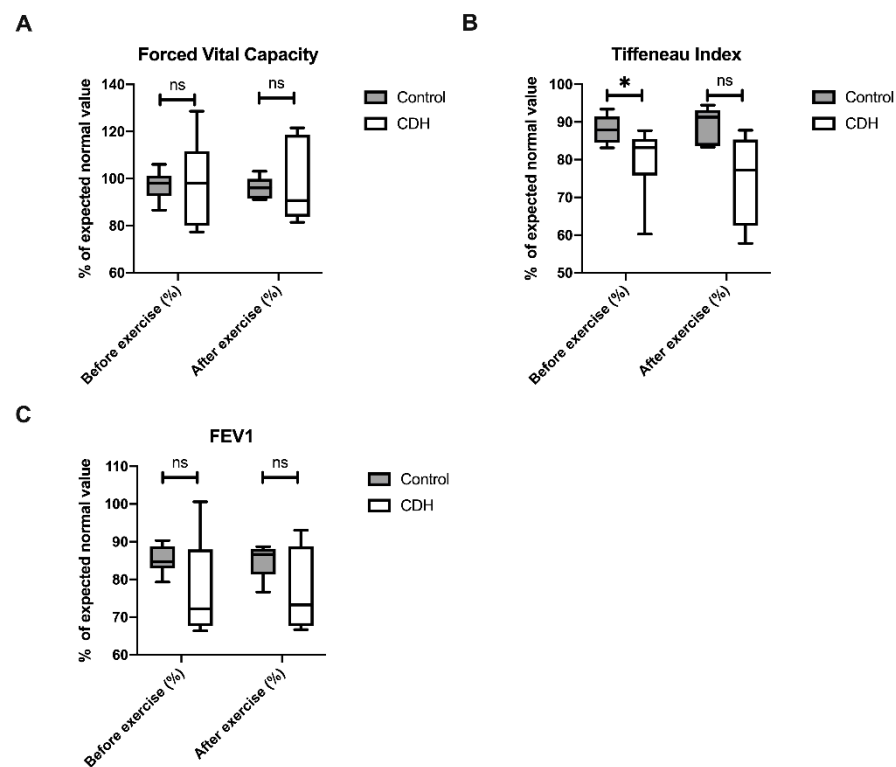 A
Forced Vital Capacity
% of expected normal value
140
120
100
80
60
ns
ns
Control
CDH
Before exercise (%)
After exercise (%)
B
Tiffeneau Index
% of expected normal value
100
90
80
70
60
50
*
ns
Control
CDH
Before exercise (%)
After exercise (%)
C
FEV1
% of expected normal value
110
100
90
80
70
60
ns
ns
Control
CDH
Before exercise (%)
After exercise (%)